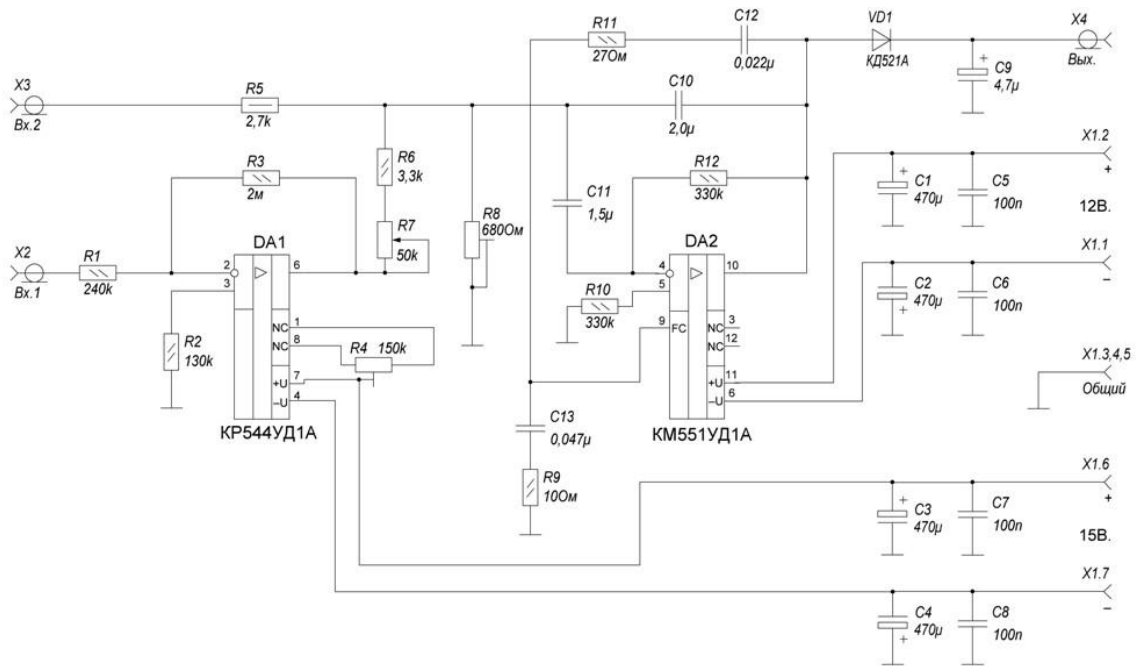 R11
27Ом
C12
0,022µ
VD1
КД521А
X4
Вых.
+
C9
4,7µ
X3
Вх.2
R5
2,7k
C10
2,0µ
R6
3,3k
R3
2м
R7
50k
R8
680Ом
C11
1,5µ
R12
330k
X1.2
+
+
C1
470µ
C5
100n
12В.
X2
Вх.1
R1
240k
DA1
2
3
6
NC
1
NC
8
+U
7
–U
4
КР544УД1А
R2
130k
R4
150k
DA2
4
5
10
9
FC
NC
3
NC
12
+U
11
–U
6
КМ551УД1А
R10
330k
X1.1
–
C2
470µ
+
C6
100n
X1.3,4,5
Общий
C13
0,047µ
R9
10Ом
X1.6
+
+
C3
470µ
C7
100n
15В.
X1.7
–
C4
470µ
+
C8
100n